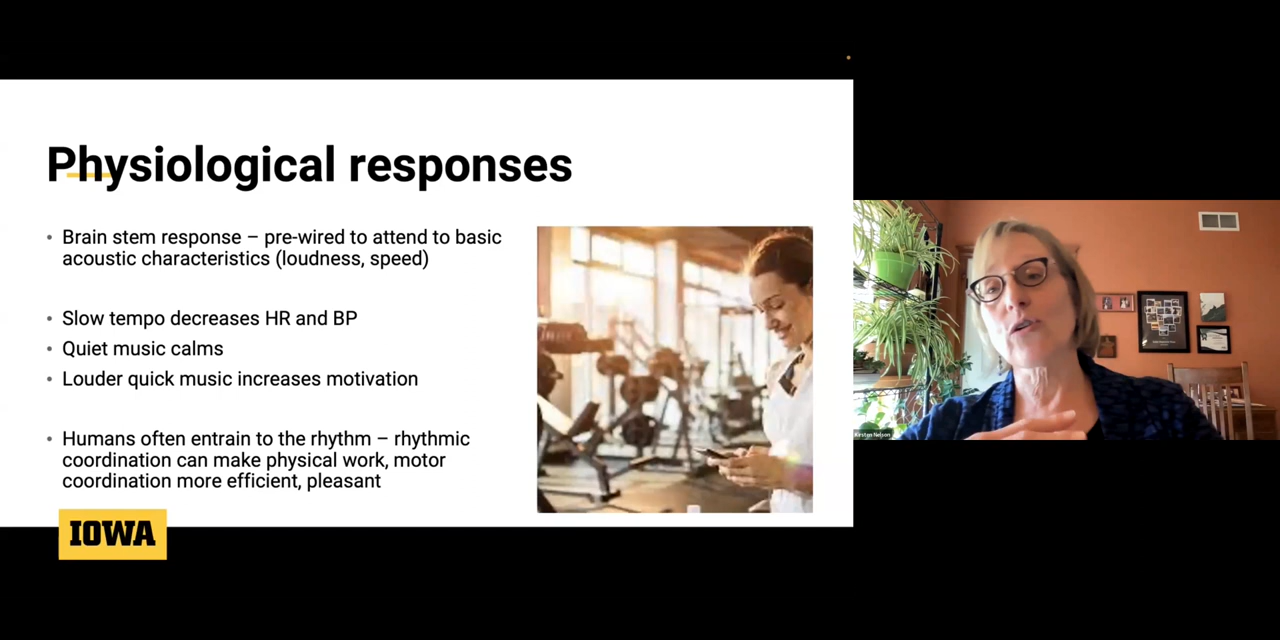 Physiological responses
• Brain stem response – pre-wired to attend to basic
acoustic characteristics (loudness, speed)
• Slow tempo decreases HR and BP
• Quiet music calms
• Louder quick music increases motivation
• Humans often entrain to the rhythm – rhythmic
coordination can make physical work, motor
coordination more efficient, pleasant
IOWA
Kirsten Nelson